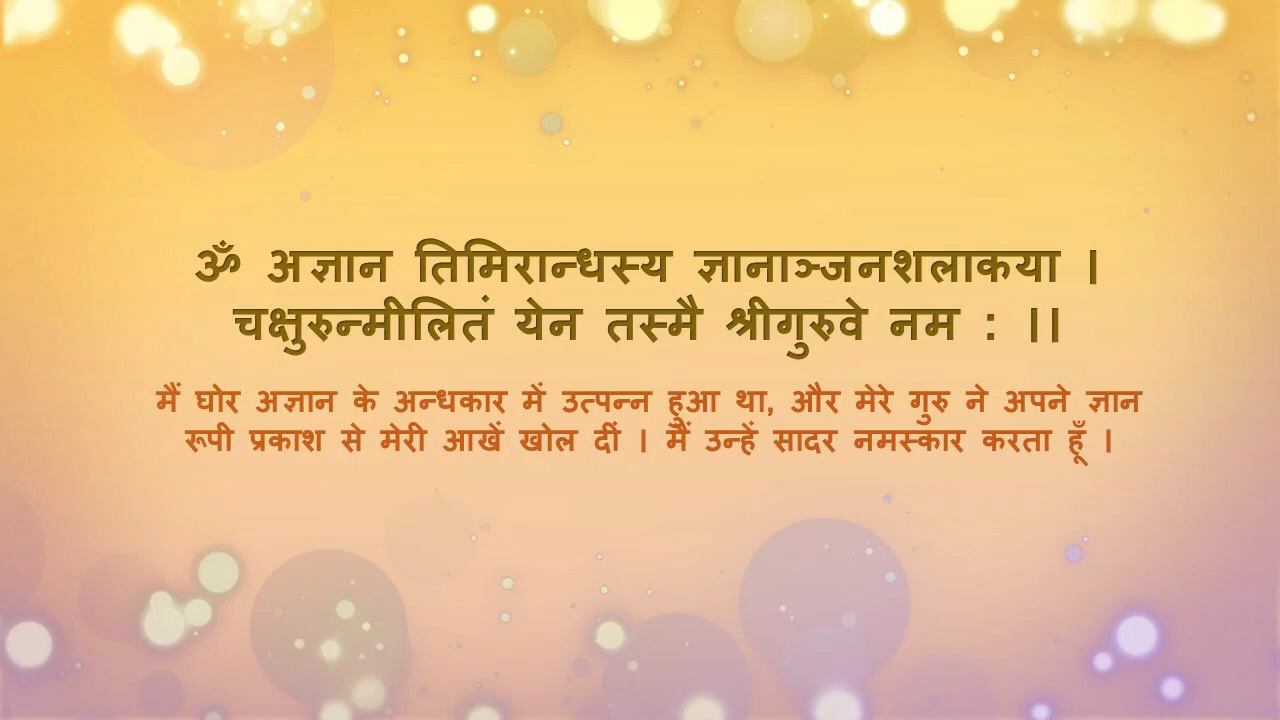 ॐ अज्ञान तिमिरान्धस्य ज्ञानाञ्जनशलाकया ।
चक्षुरुन्मीलितं येन तस्मै श्रीगुरुवे नम : ।।
मैं घोर अज्ञान के अन्धकार में उत्पन्न हुआ था, और मेरे गुरु ने अपने ज्ञान
रूपी प्रकाश से मेरी आखें खोल दीं । मैं उन्हें सादर नमस्कार करता हूँ ।